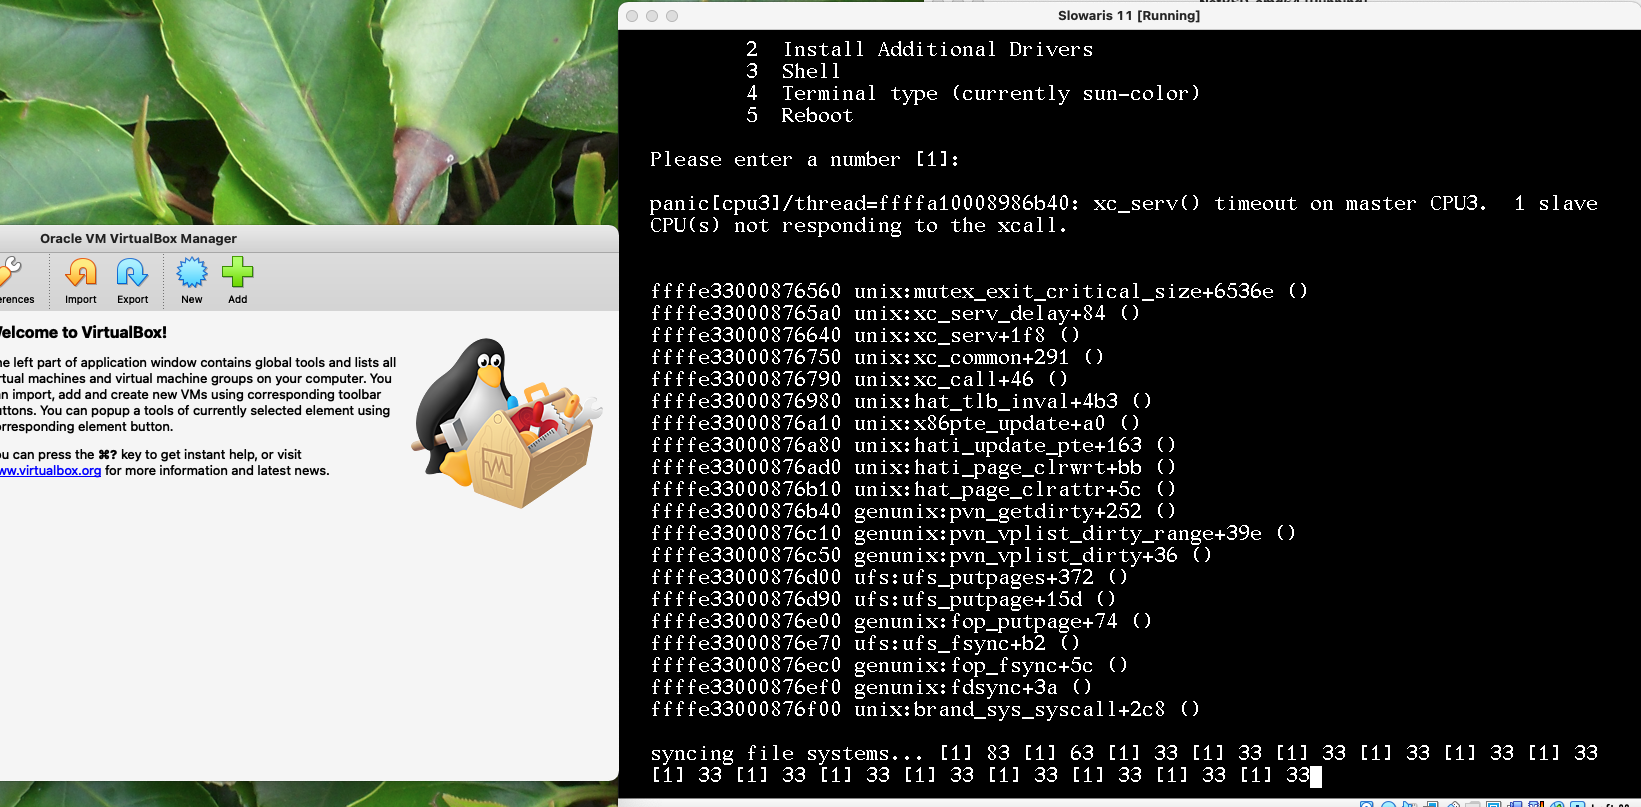 Slowaris 11 [Running]
2 Install Additional Drivers
3 Shell
4 Terminal type (currently sun-color)
5 Reboot
Please enter a number [1]:
panic[cpu3]/thread=ffffa10008986b40: xc_serv() timeout on master CPU3. 1 slave
CPU(s) not responding to the xcall.
ffffe33000876560 unix:mutex_exit_critical_size+6536e ()
ffffe330008765a0 unix:xc_serv_delay+84 ()
ffffe33000876640 unix:xc_serv+1f8 ()
ffffe33000876750 unix:xc_common+291 ()
ffffe33000876790 unix:xc_call+46 ()
ffffe33000876980 unix:hat_tlb_inval+4b3 ()
ffffe33000876a10 unix:x86pte_update+a0 ()
ffffe33000876a80 unix:hati_update_pte+163 ()
ffffe33000876ad0 unix:hati_page_clrwrt+bb ()
ffffe33000876b10 unix:hat_page_clrattr+5c ()
ffffe33000876b40 genunix:pvn_getdirty+252 ()
ffffe33000876c10 genunix:pvn_vplist_dirty_range+39e ()
ffffe33000876c50 genunix:pvn_vplist_dirty+36 ()
ffffe33000876d00 ufs:ufs_putpages+372 ()
ffffe33000876d90 ufs:ufs_putpage+15d ()
ffffe33000876e00 genunix:fop_putpage+74 ()
ffffe33000876e70 ufs:ufs_fsync+b2 ()
ffffe33000876ec0 genunix:fop_fsync+5c ()
ffffe33000876ef0 genunix:fdsync+3a ()
ffffe33000876f00 unix:brand_sys_syscall+2c8 ()
syncing file systems... [1] 83 [1] 63 [1] 33 [1] 33 [1] 33 [1] 33 [1] 33 [1] 33
[1] 33 [1] 33 [1] 33 [1] 33 [1] 33 [1] 33 [1] 33 [1] 33
Oracle VM VirtualBox Manager
erences Import Export New Add
elcome to VirtualBox!
ne left part of application window contains global tools and lists all
rtual machines and virtual machine groups on your computer. You
n import, add and create new VMs using corresponding toolbar
uttons. You can popup a tools of currently selected element using
orresponding element button.
ou can press the ⌘? key to get instant help, or visit
ww.virtualbox.org for more information and latest news.